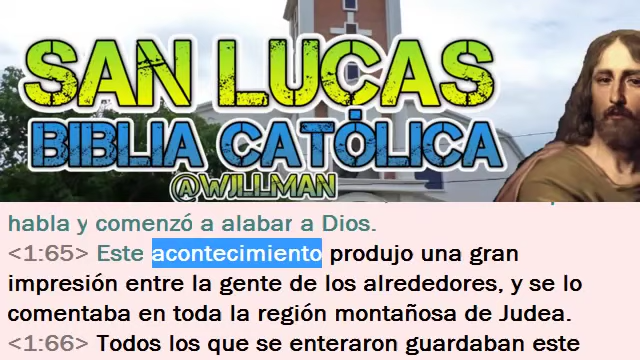 SAN LUCAS
BIBLIA CATÓLICA
@WJLLMAN
habla y comenzó a alabar a Dios.
<1:65> Este acontecimiento produjo una gran
impresión entre la gente de los alrededores, y se lo
comentaba en toda la región montañosa de Judea.
<1:66> Todos los que se enteraron guardaban este